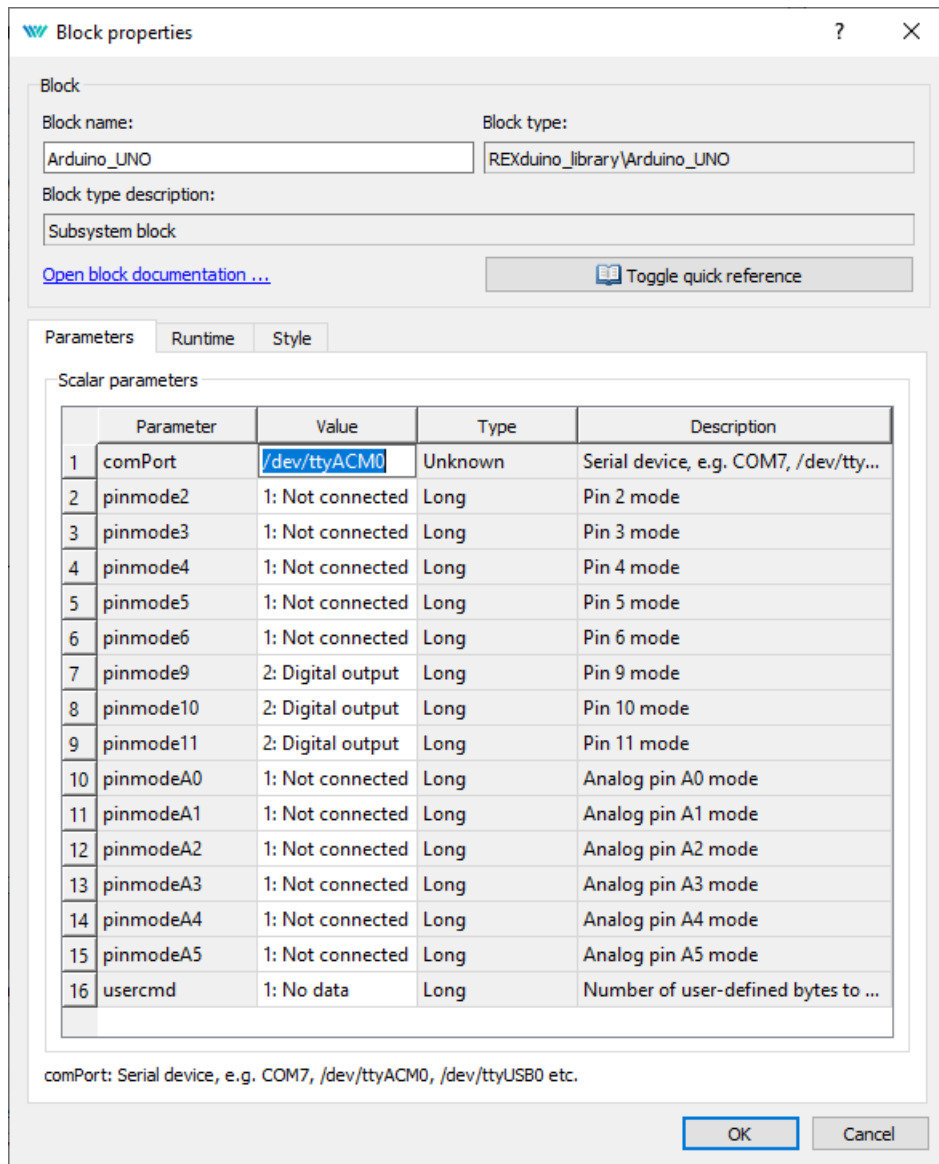 Block properties
?
Block
Block name:
Block type:
Arduino_UNO
REXduino_library\Arduino_UNO
Block type description:
Subsystem block
Open block documentation ...
Toggle quick reference
Parameters
Runtime
Style
Scalar parameters
Parameter Value Type Description
1 comPort /dev/ttyACM0 Unknown Serial device, e.g. COM7, /dev/tty...
2 pinmode2 1: Not connected Long Pin 2 mode
3 pinmode3 1: Not connected Long Pin 3 mode
4 pinmode4 1: Not connected Long Pin 4 mode
5 pinmode5 1: Not connected Long Pin 5 mode
6 pinmode6 1: Not connected Long Pin 6 mode
7 pinmode9 2: Digital output Long Pin 9 mode
8 pinmode10 2: Digital output Long Pin 10 mode
9 pinmode11 2: Digital output Long Pin 11 mode
10 pinmodeA0 1: Not connected Long Analog pin A0 mode
11 pinmodeA1 1: Not connected Long Analog pin A1 mode
12 pinmodeA2 1: Not connected Long Analog pin A2 mode
13 pinmodeA3 1: Not connected Long Analog pin A3 mode
14 pinmodeA4 1: Not connected Long Analog pin A4 mode
15 pinmodeA5 1: Not connected Long Analog pin A5 mode
16 usercmd 1: No data Long Number of user-defined bytes to ...
comPort: Serial device, e.g. COM7, /dev/ttyACM0, /dev/ttyUSB0 etc.
OK
Cancel